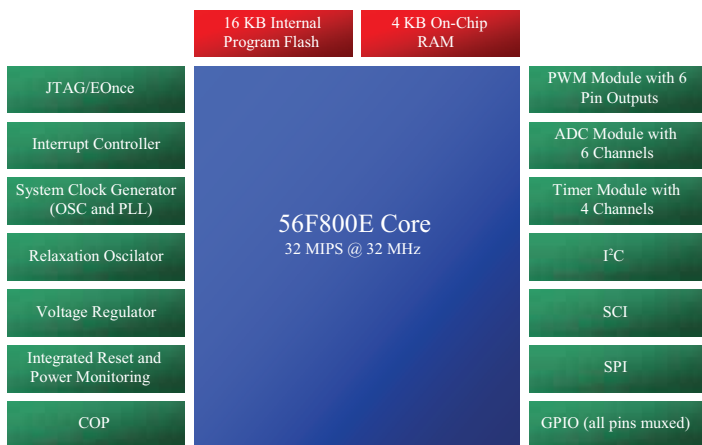 16 KB Internal
Program Flash
4 KB On-Chip
RAM
JTAG/EOnce
Interrupt Controller
System Clock Generator
(OSC and PLL)
Relaxation Oscilator
Voltage Regulator
Integrated Reset and
Power Monitoring
COP
56F800E Core
32 MIPS @ 32 MHz
PWM Module with 6
Pin Outputs
ADC Module with
6 Channels
Timer Module with
4 Channels
I²C
SCI
SPI
GPIO (all pins muxed)